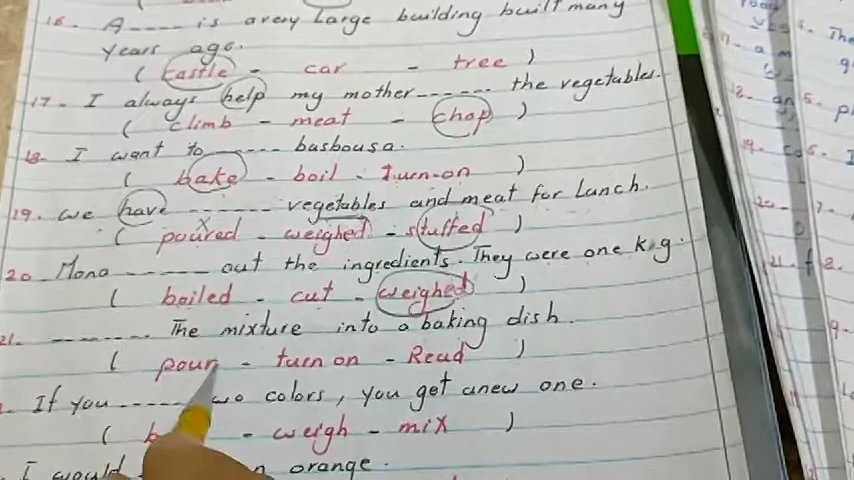 16. A---- is a very Large building built many
years ago.
( castle - car - tree )
17. I always help my mother------ the vegetables.
( climb - meat - chop )
18. I want to ----- basbousa.
( bake - boil - turn-on )
19. we have ------- vegetables and meat for Lunch.
( poured - weighed - stuffed )
20. Mona ------- out the ingredients. They were one k.g.
( boiled - cut - weighed )
21. -------- The mixture into a baking dish.
( pour - turn on - Read )
If you ----- colors, you get anew one.
( - weigh - mix )
I would orange.